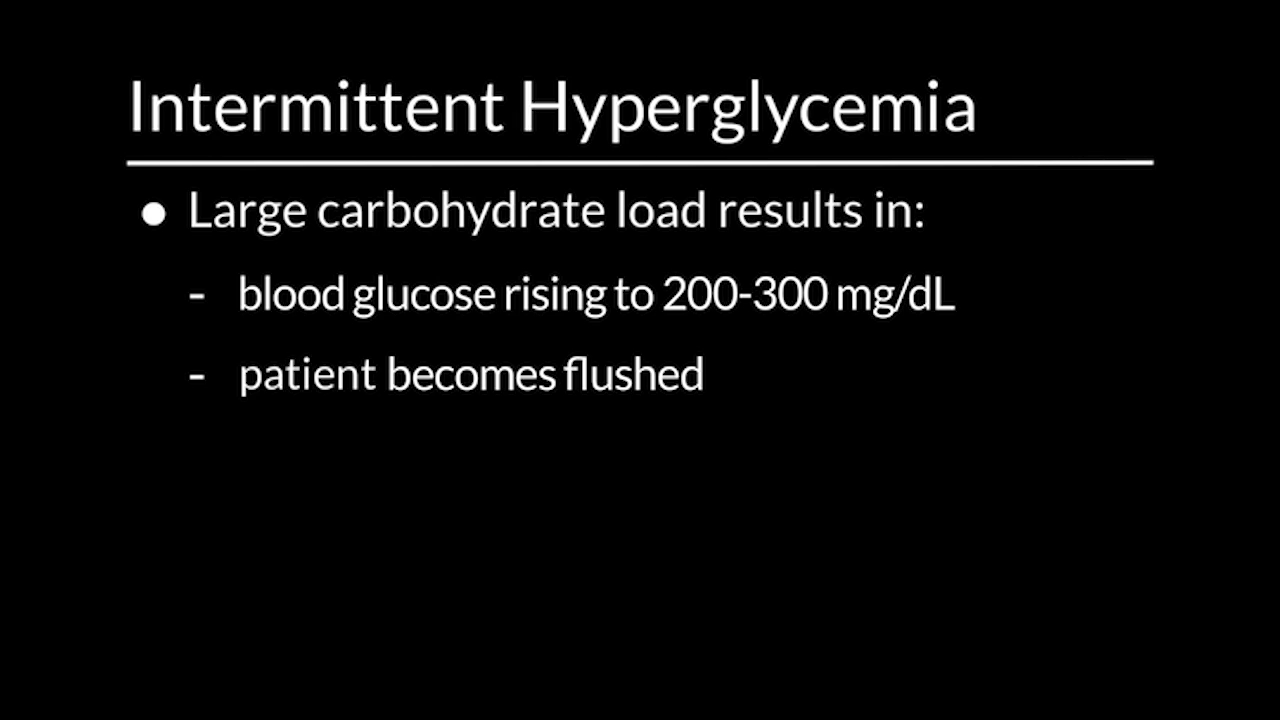 Intermittent Hyperglycemia
● Large carbohydrate load results in:
- blood glucose rising to 200-300 mg/dL
- patient becomes flushed